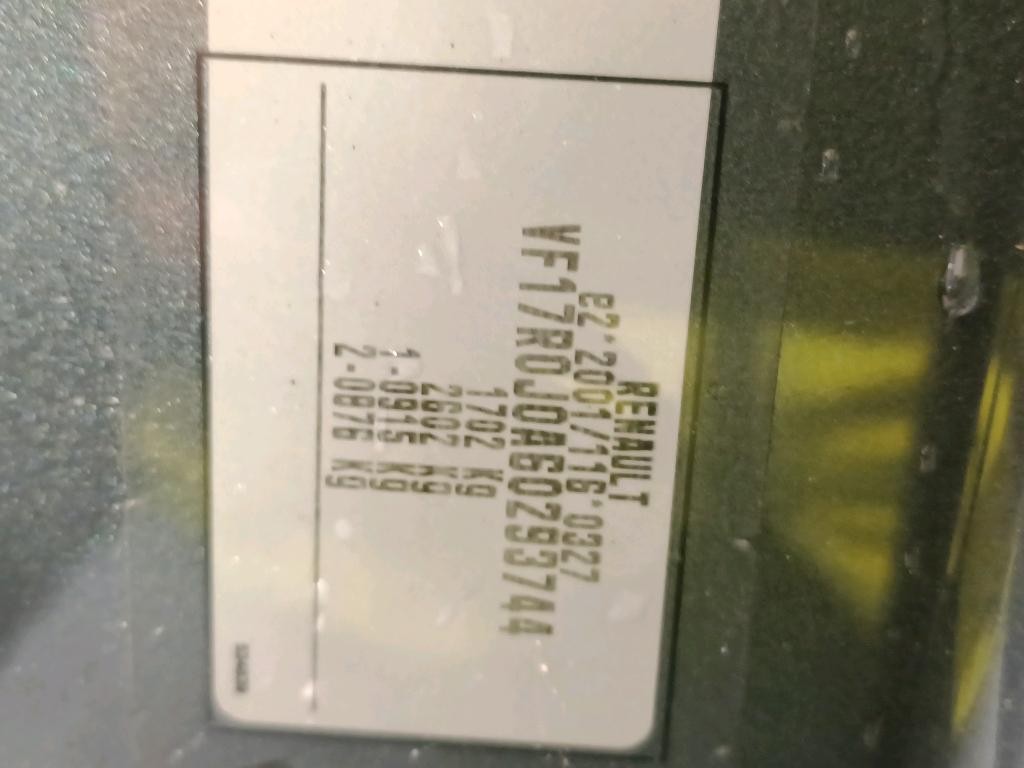 RENAULT
e2*2001/116*0327
VF17R0J0A60293744
1702 Kg
2602 Kg
1-0915 Kg
2-0876 Kg